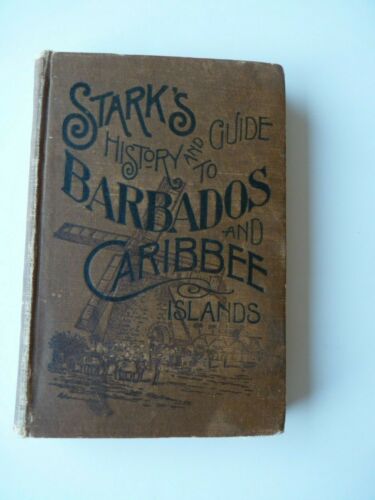 STARK'S
HISTORY AND GUIDE
TO
BARBADOS
AND
CARIBBEE
ISLANDS